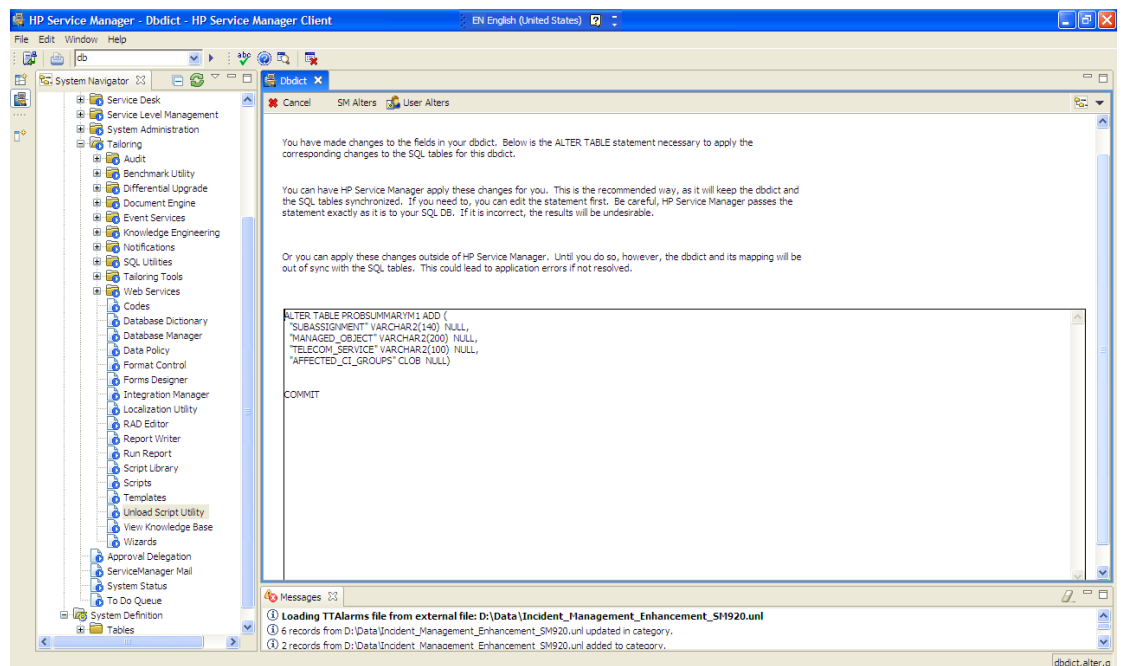 HP Service Manager - Dbdict - HP Service Manager Client
EN English (United States)
File Edit Window Help
db
abc
System Navigator
Service Desk
Service Level Management
System Administration
Tailoring
Audit
Benchmark Utility
Differential Upgrade
Document Engine
Event Services
Knowledge Engineering
Notifications
SQL Utilities
Tailoring Tools
Web Services
Codes
Database Dictionary
Database Manager
Data Policy
Format Control
Forms Designer
Integration Manager
Localization Utility
RAD Editor
Report Writer
Run Report
Script Library
Scripts
Templates
Unload Script Utility
View Knowledge Base
Wizards
Approval Delegation
ServiceManager Mail
System Status
To Do Queue
System Definition
Tables
Dbdict
Cancel SM Alters User Alters
You have made changes to the fields in your dbdict. Below is the ALTER TABLE statement necessary to apply the
corresponding changes to the SQL tables for this dbdict.
You can have HP Service Manager apply these changes for you. This is the recommended way, as it will keep the dbdict and
the SQL tables synchronized. If you need to, you can edit the statement first. Be careful, HP Service Manager passes the
statement exactly as it is to your SQL DB. If it is incorrect, the results will be undesirable.
Or you can apply these changes outside of HP Service Manager. Until you do so, however, the dbdict and its mapping will be
out of sync with the SQL tables. This could lead to application errors if not resolved.
ALTER TABLE PROBSUMMARYM1 ADD (
"SUBASSIGNMENT" VARCHAR2(140) NULL,
"MANAGED_OBJECT" VARCHAR2(200) NULL,
"TELECOM_SERVICE" VARCHAR2(100) NULL,
"AFFECTED_CI_GROUPS" CLOB NULL)
COMMIT
Messages
Loading TTAlarms file from external file: D:\Data\Incident_Management_Enhancement_SM920.unl
6 records from D:\Data\Incident_Management_Enhancement_SM920.unl updated in category.
2 records from D:\Data\Incident_Management_Enhancement_SM920.unl added to category.
dbdict.alter.g